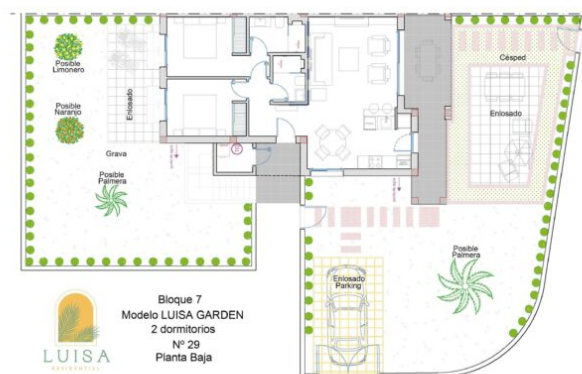 Posible
Limonero
Posible
Naranjo
Enlosado
Grava
Posible
Palmera
Césped
Enlosado
Posible
Palmera
Enlosado
Parking
LUISA
RESIDENTIAL
Bloque 7
Modelo LUISA GARDEN
2 dormitorios
Nº 29
Planta Baja